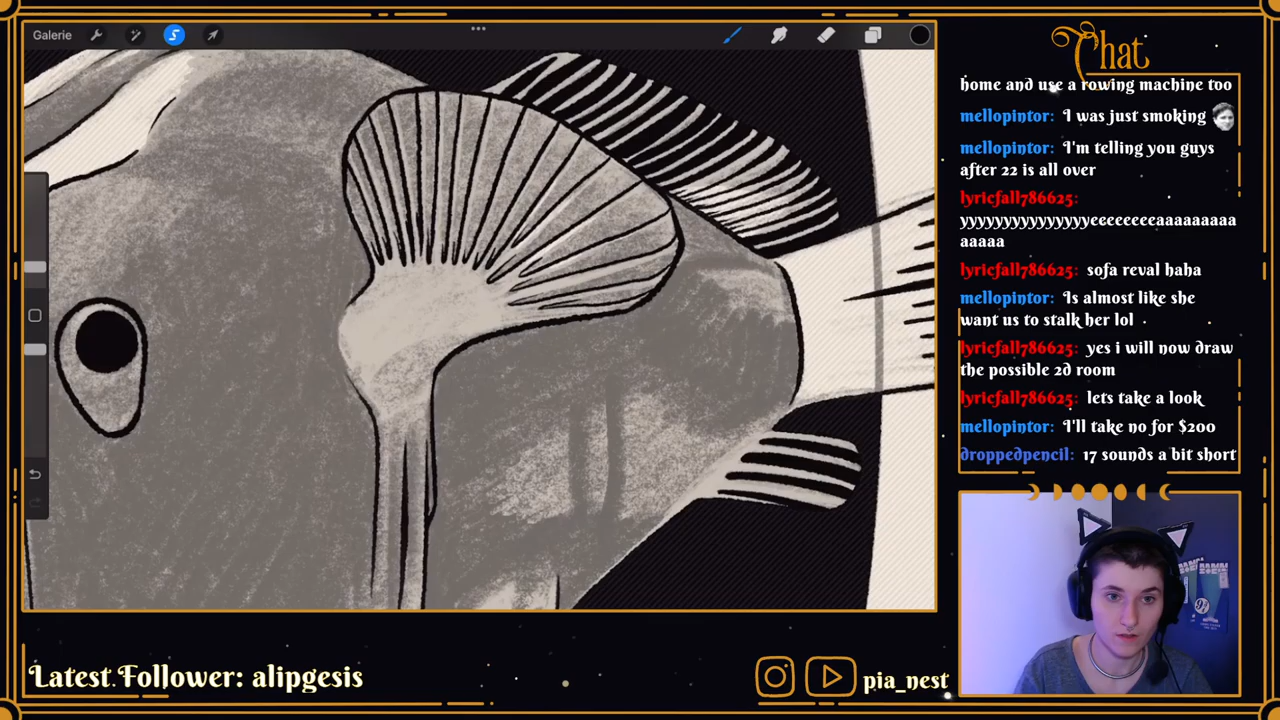 Galerie
Chat
home and use a rowing machine too
mellopintor: I was just smoking
mellopintor: I'm telling you guys
after 22 is all over
lyricfall786625:
yyyyyyyyyyyyyyyyeeeeeeeeaaaaaaaaa
aaaaa
lyricfall786625: sofa reval haha
mellopintor: Is almost like she
want us to stalk her lol
lyricfall786625: yes i will now draw
the possible 2d room
lyricfall786625: lets take a look
mellopintor: I'll take no for $200
droppedpencil: 17 sounds a bit short
Latest Follower: alipgesis
pia_nest